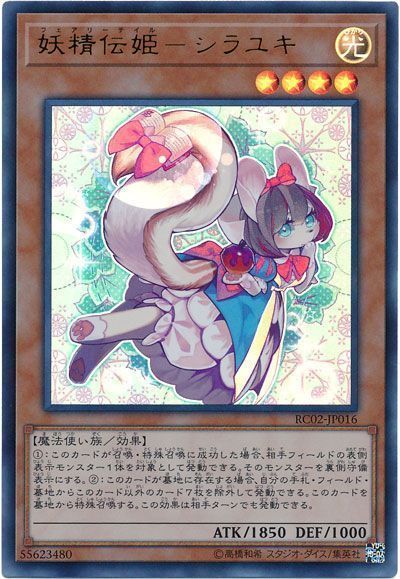 フェアリーテイル
妖精伝姫-シラユキ
光
RC02-JP016
【魔法使い族/効果】
①:このカードが召喚・特殊召喚に成功した場合、相手フィールドの表側
表示モンスター1体を対象として発動できる。そのモンスターを裏側守備
表示にする。②:このカードが墓地に存在する場合、自分の手札・フィールド・
墓地からこのカード以外のカード7枚を除外して発動できる。このカードを
墓地から特殊召喚する。この効果は相手ターンでも発動できる。
ATK/1850 DEF/1000
55623480 ©高橋和希 スタジオ・ダイス/集英社